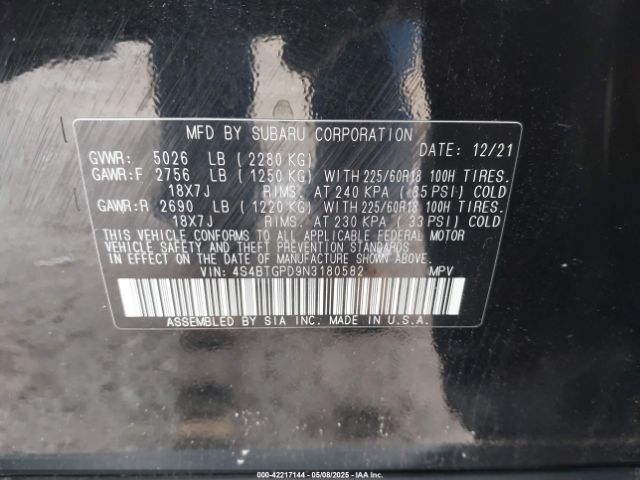 MFD BY SUBARU CORPORATION
GVWR: 5026 LB (2280 KG) DATE: 12/21
GAWR:F 2756 LB (1250 KG) WITH 225/60R18 100H TIRES.
18X7J RIMS. AT 240 KPA ( 35 PSI) COLD
GAWR:R 2690 LB (1220 KG) WITH 225/60R18 100H TIRES.
18X7J RIMS. AT 230 KPA ( 33 PSI) COLD
THIS VEHICLE CONFORMS TO ALL APPLICABLE FEDERAL MOTOR
VEHICLE SAFETY AND THEFT PREVENTION STANDARDS IN EFFECT
ON THE DATE OF MANUFACTURE SHOWN ABOVE.
VIN: 4S4BTGPD9N3180582 MPV
ASSEMBLED BY SIA INC. MADE IN U.S.A.
000-42217144 - 05/08/2025 - IAA Inc.